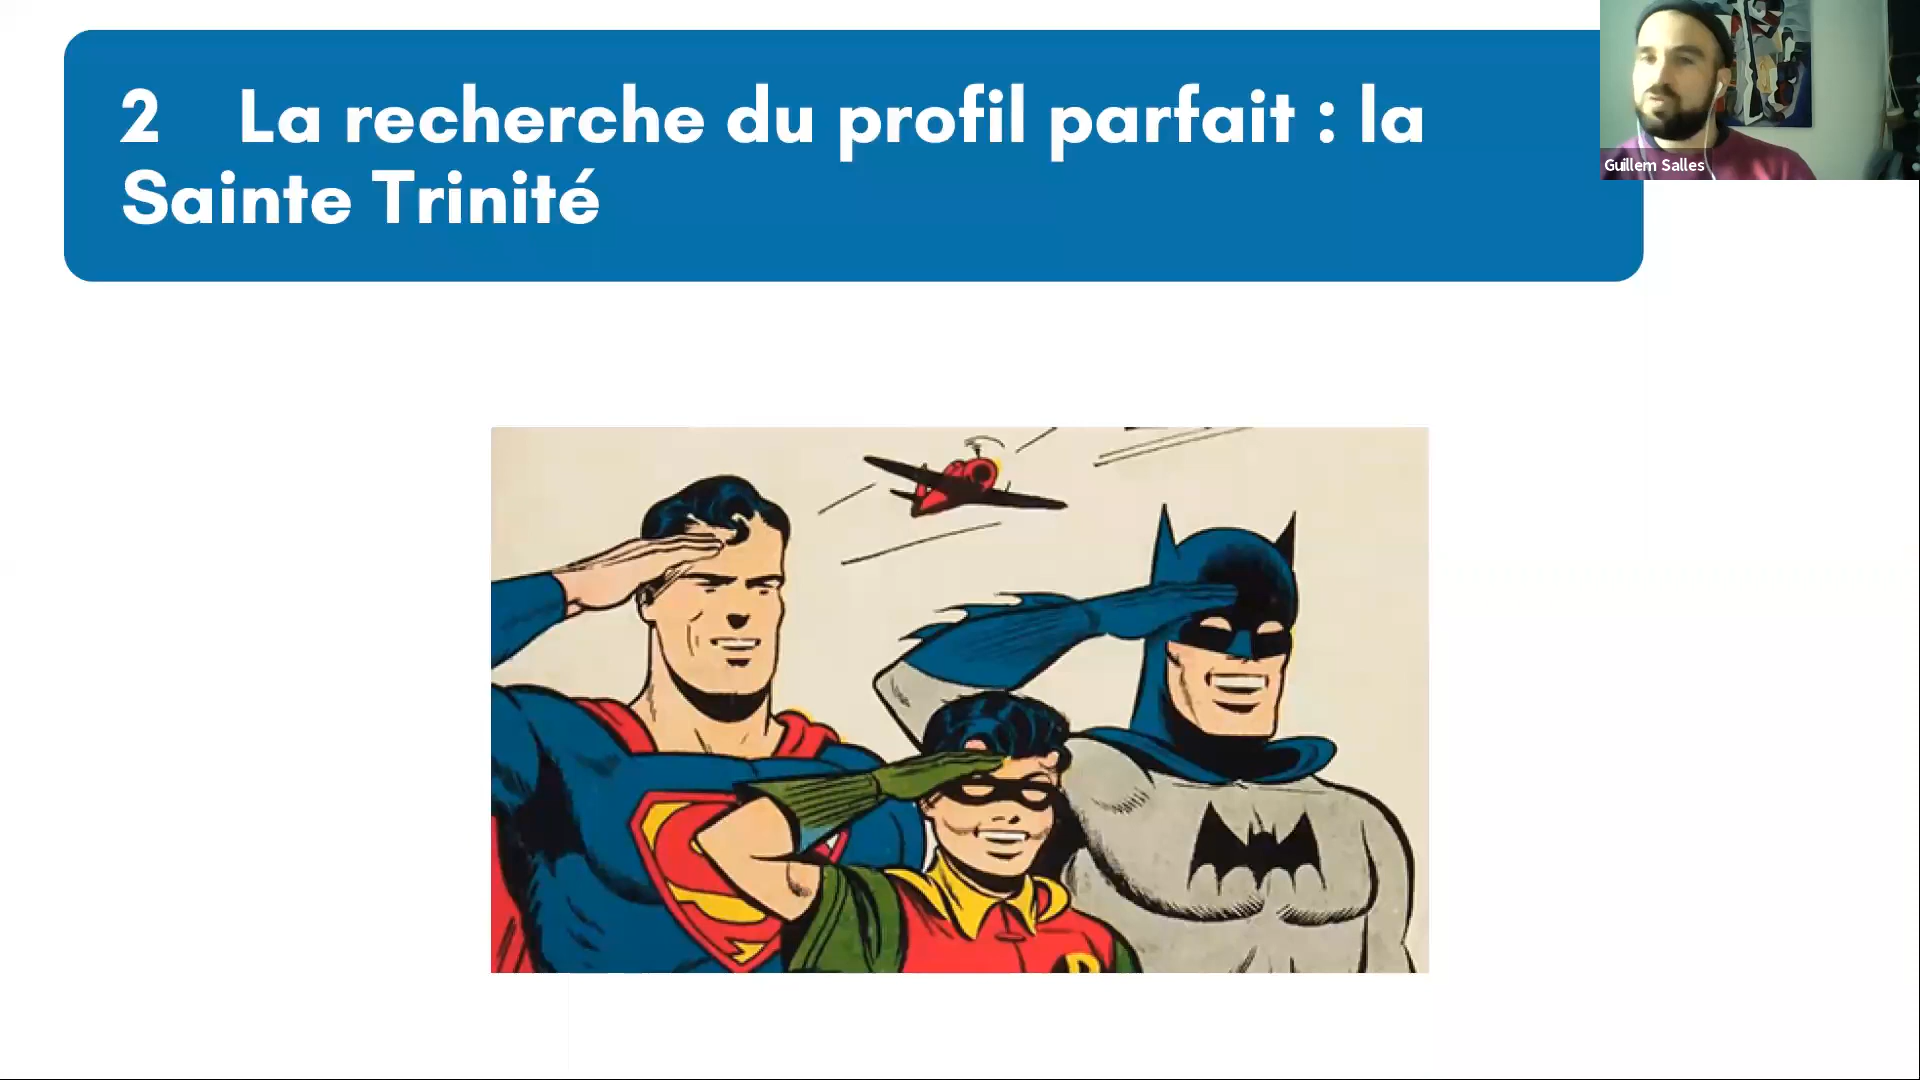 2 La recherche du profil parfait : la
Sainte Trinité
Guillem Salles